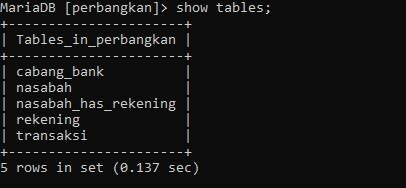 MariaDB [perbangkan]> show tables;
+----------------------+
| Tables_in_perbangkan |
+----------------------+
| cabang_bank          |
| nasabah              |
| nasabah_has_rekening |
| rekening             |
| transaksi            |
+----------------------+
5 rows in set (0.137 sec)